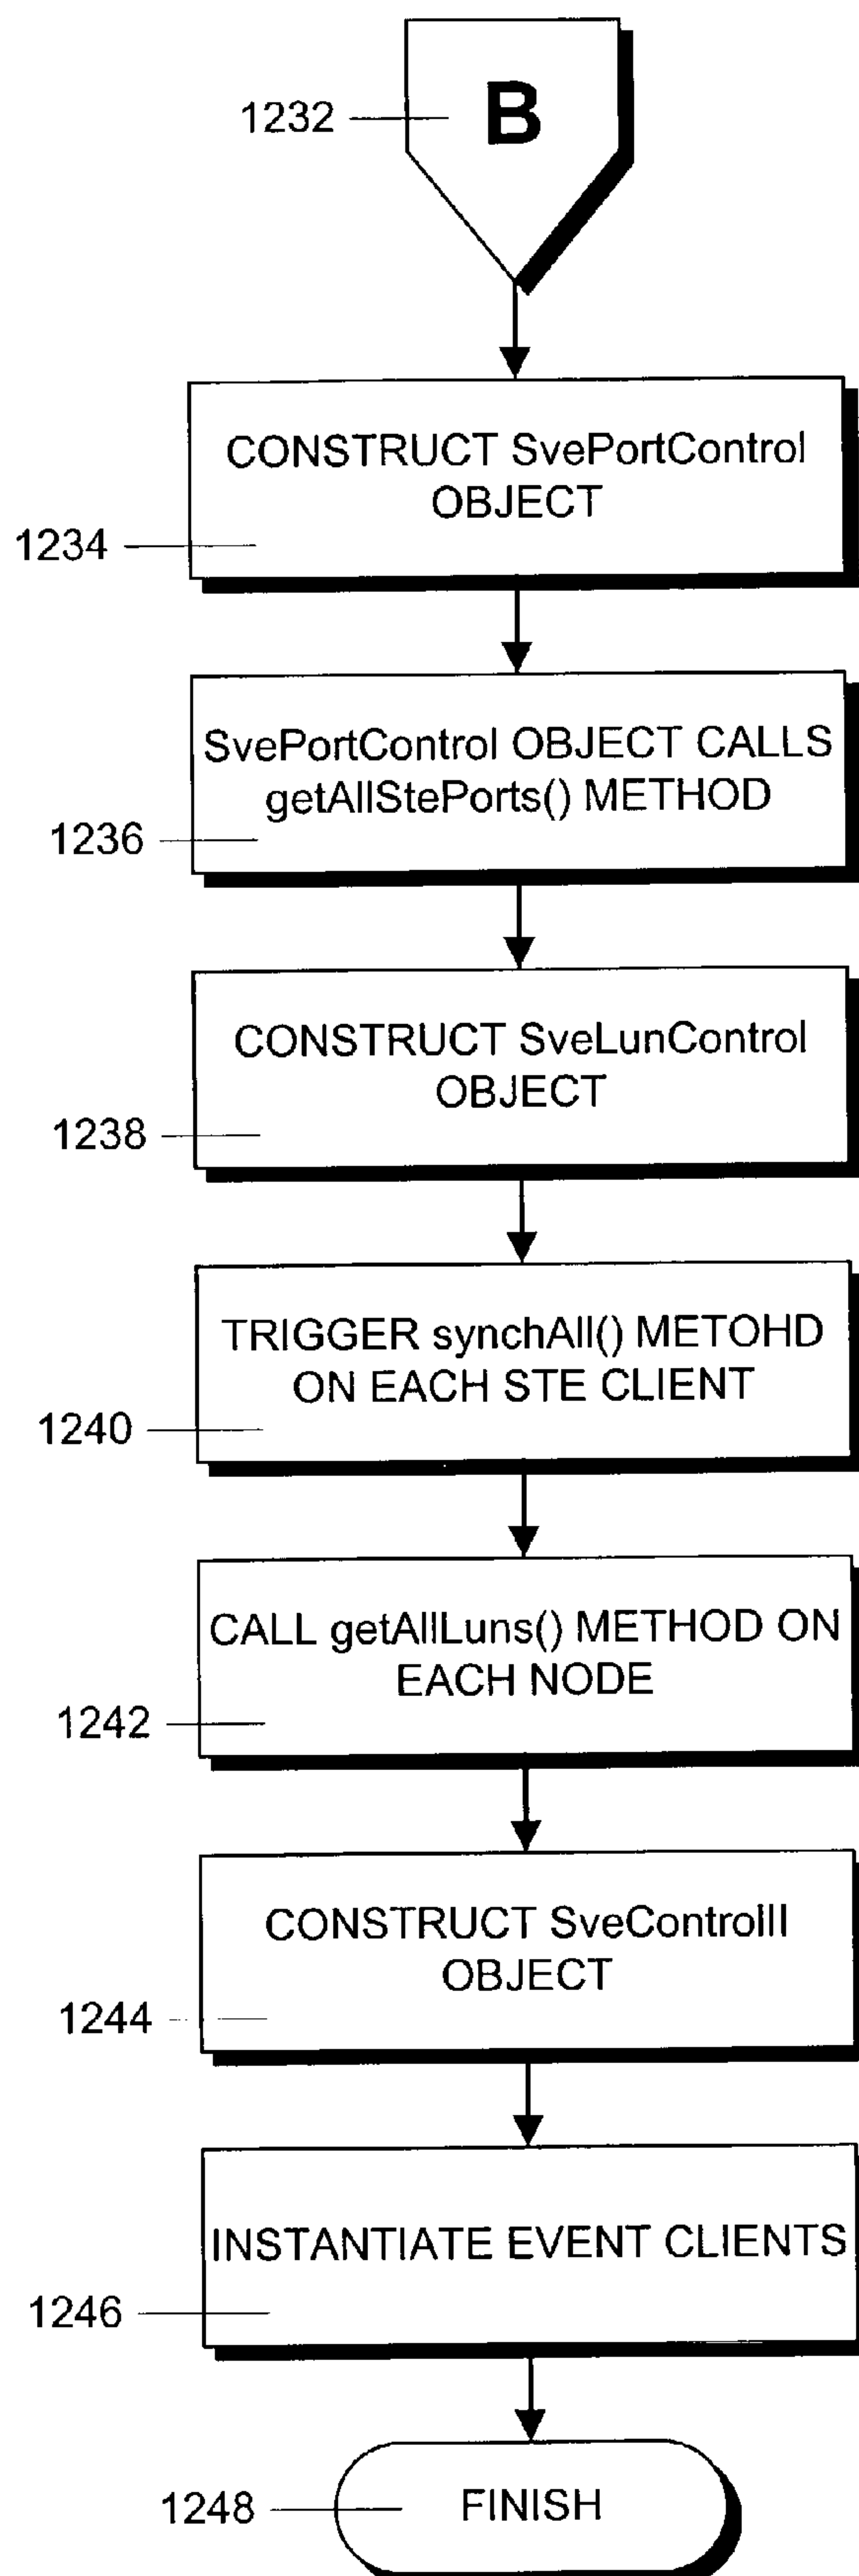 B
1232
CONSTRUCT SvePortControl
OBJECT
1234
SvePortControl OBJECT CALLS
getAllStePorts() METHOD
1236
CONSTRUCT SveLunControl
OBJECT
1238
TRIGGER synchAll() METOHD
ON EACH STE CLIENT
1240
CALL getAllLuns() METHOD ON
EACH NODE
1242
CONSTRUCT SveControlII
OBJECT
1244
INSTANTIATE EVENT CLIENTS
1246
FINISH
1248